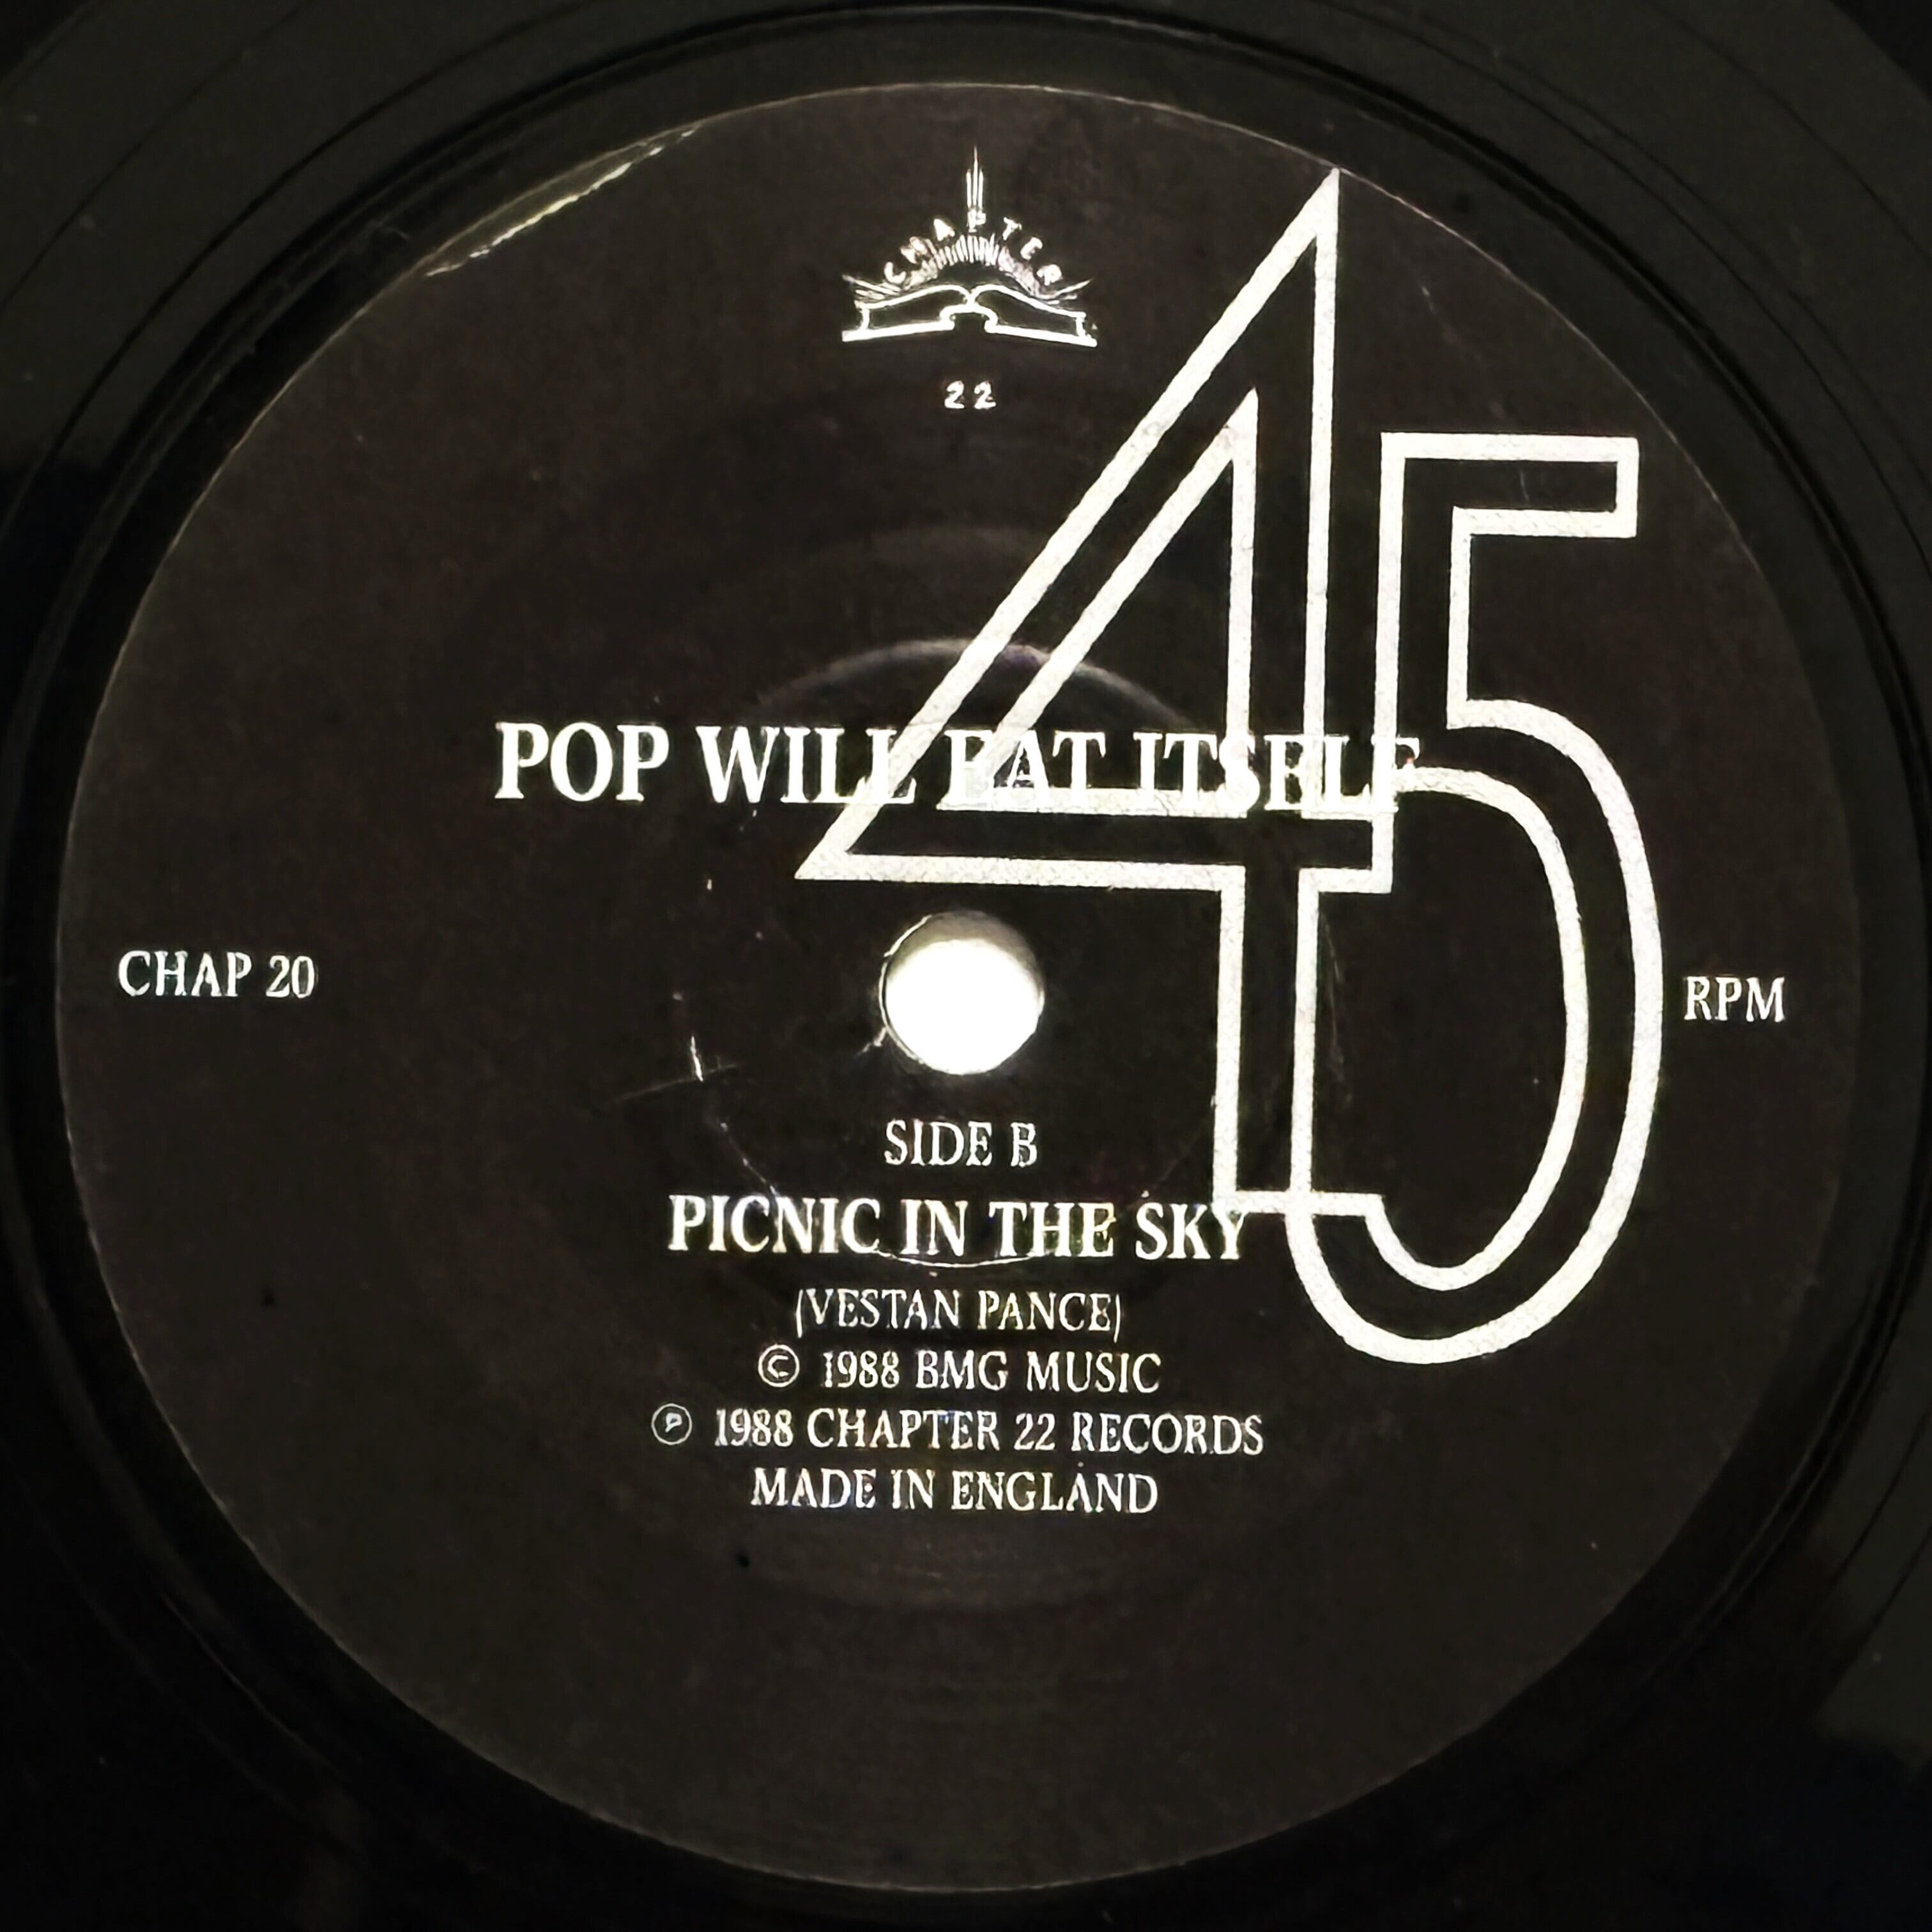 CHAPTER
22
45
POP WILL EAT ITSELF
CHAP 20
RPM
SIDE B
PICNIC IN THE SKY
(VESTAN PANCE)
© 1988 BMG MUSIC
℗ 1988 CHAPTER 22 RECORDS
MADE IN ENGLAND